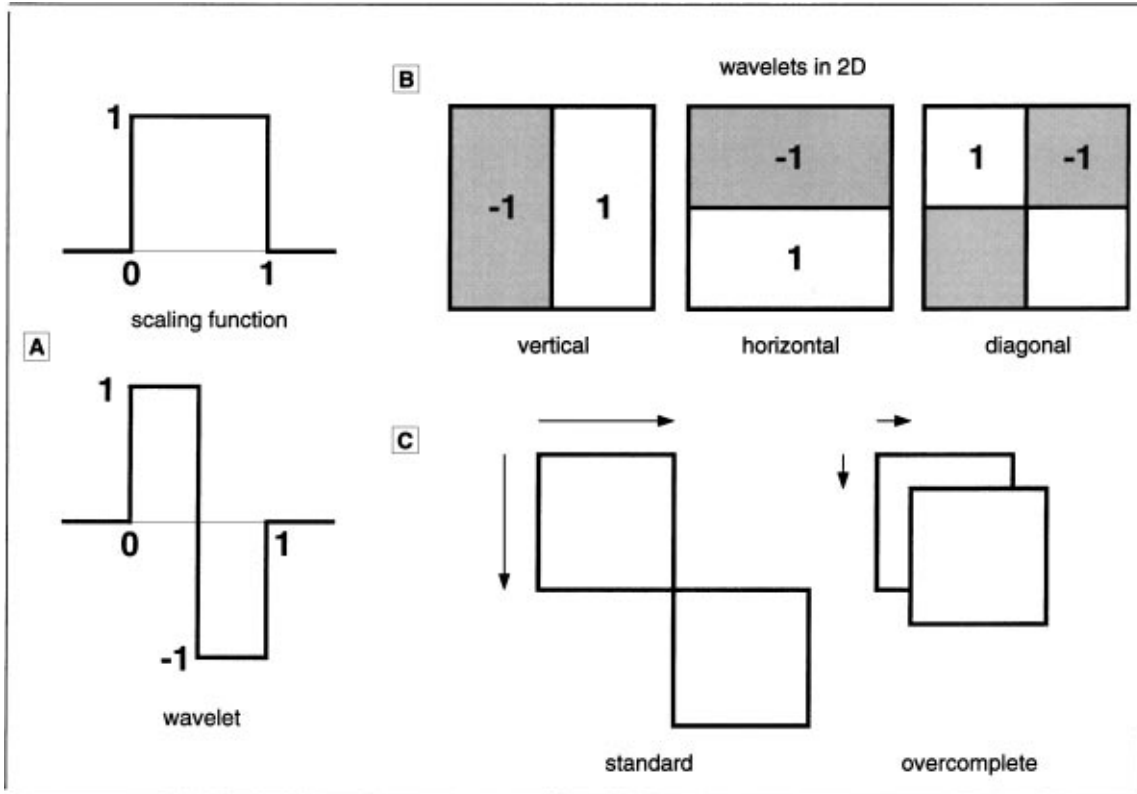 A
1
0 1
scaling function
1
0 1
-1
wavelet
B
wavelets in 2D
-1 1
vertical
-1
1
horizontal
1 -1
diagonal
C
standard
overcomplete